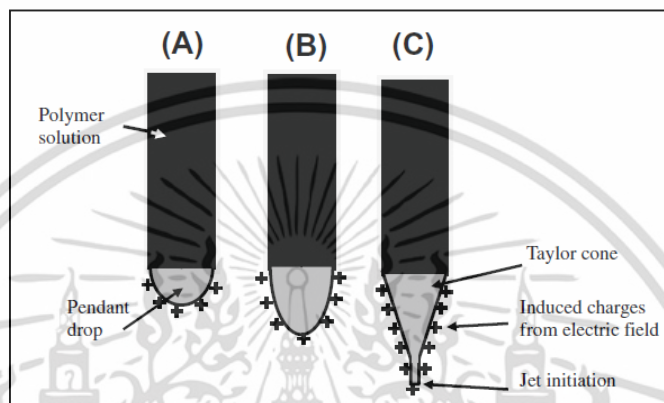 (A)
(B)
(C)
Polymer
solution
Pendant
drop
Taylor cone
Induced charges
from electric field
Jet initiation